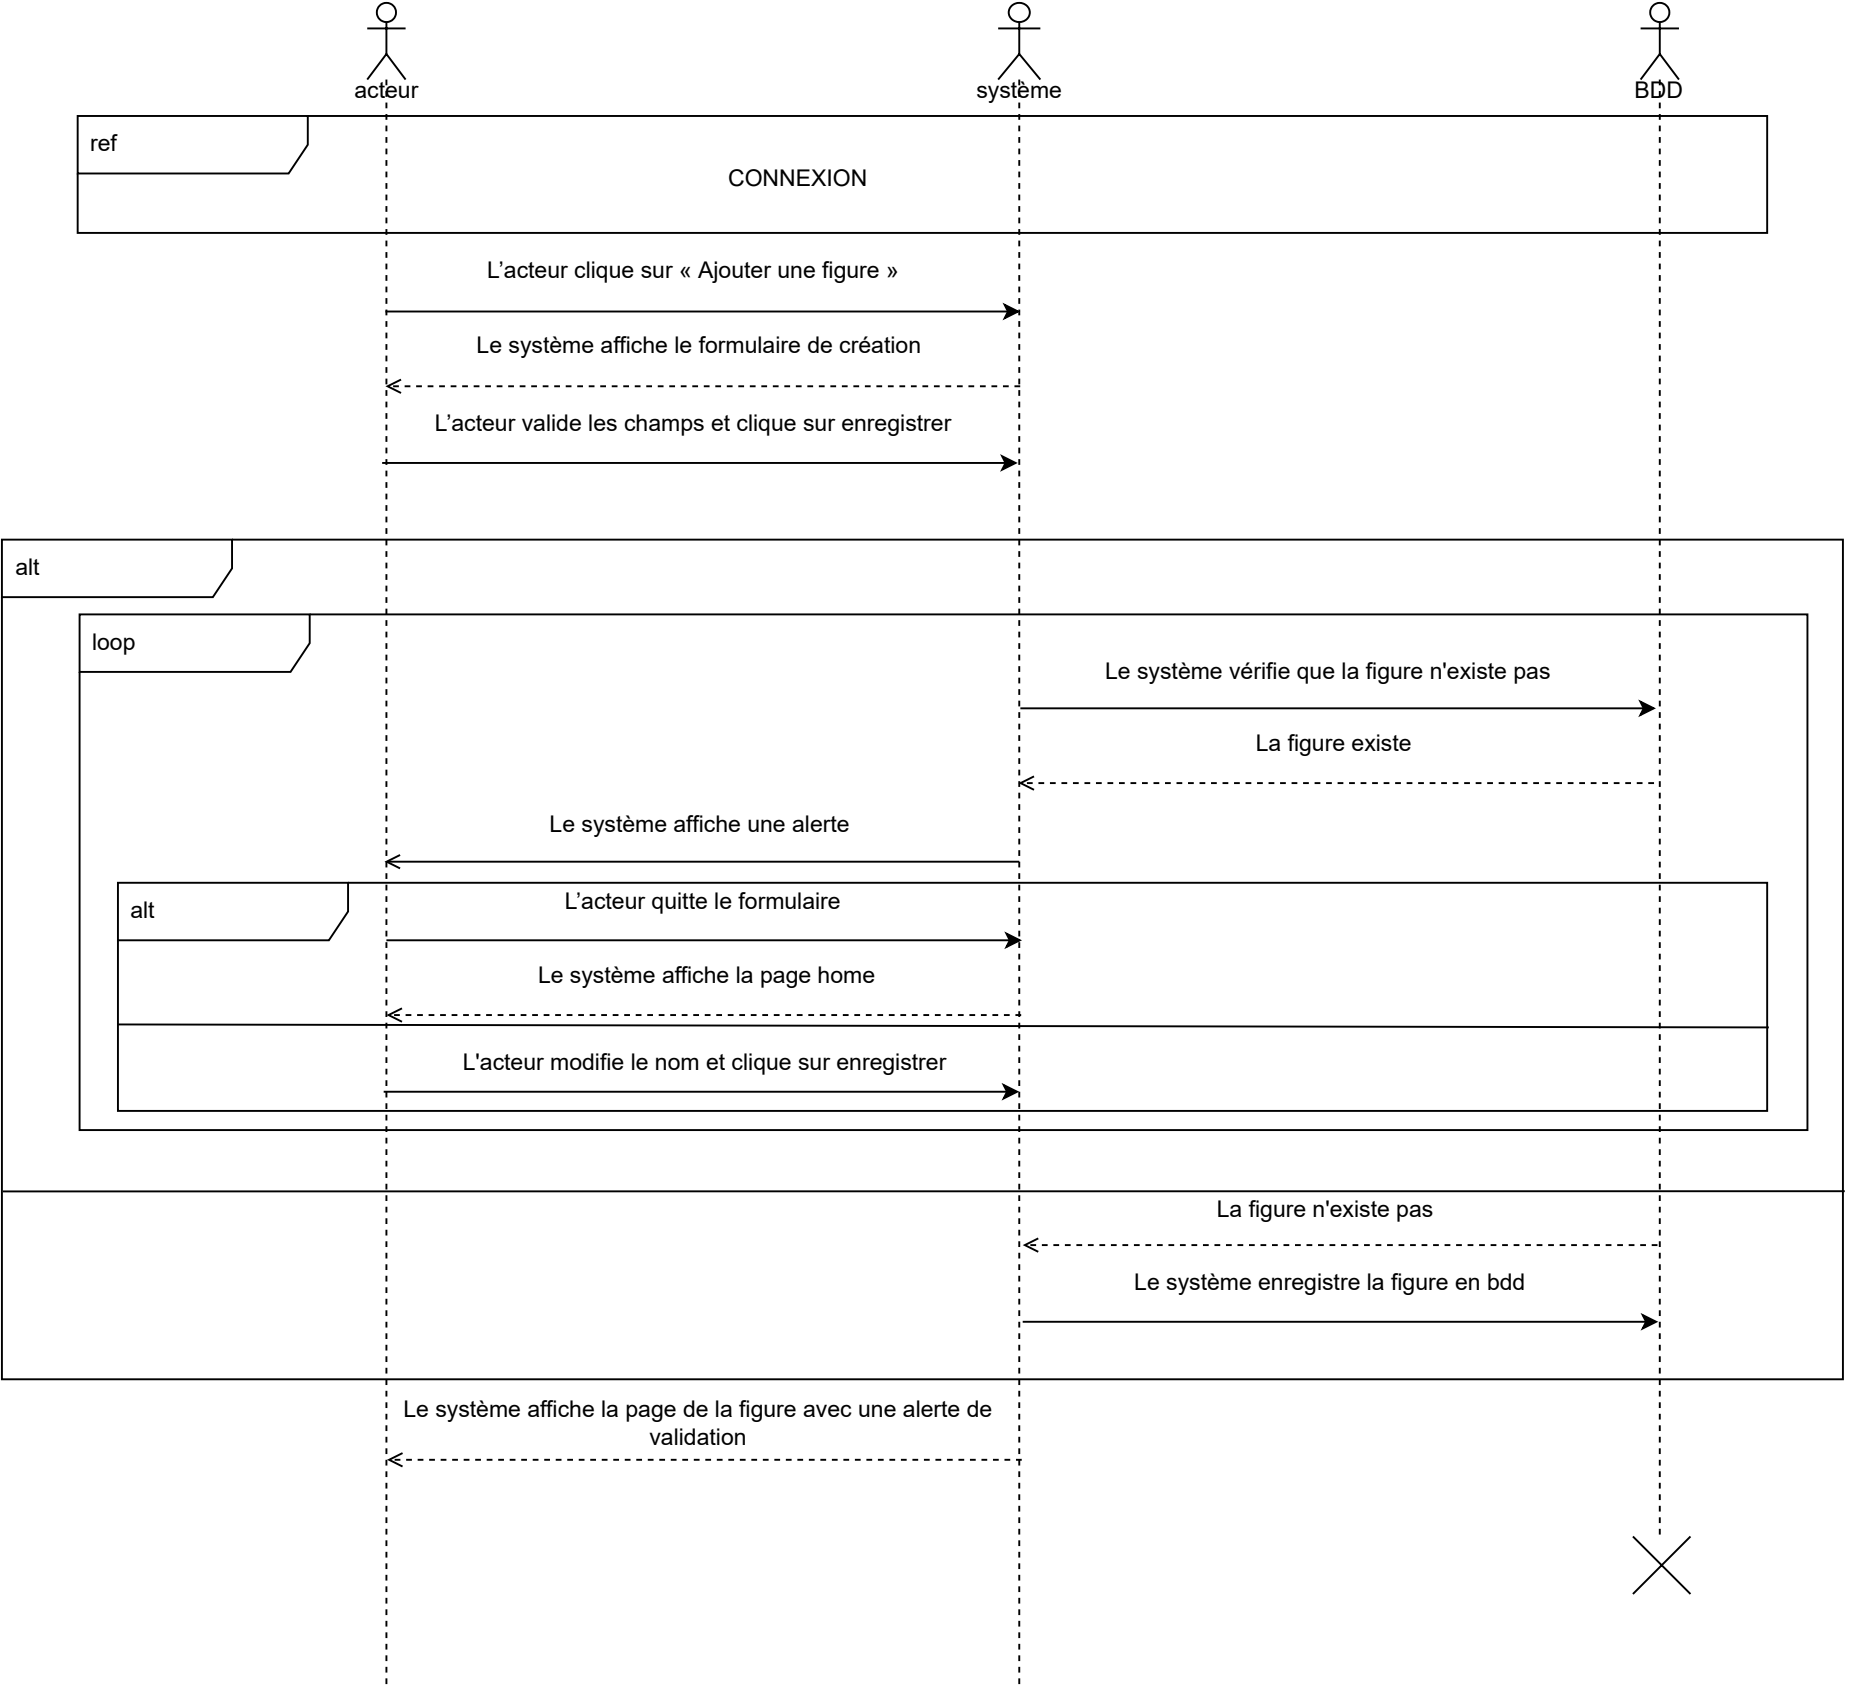 acteur
système
BDD
ref
CONNEXION
L’acteur clique sur « Ajouter une figure »
Le système affiche le formulaire de création
L’acteur valide les champs et clique sur enregistrer
alt
loop
Le système vérifie que la figure n'existe pas
La figure existe
Le système affiche une alerte
alt
L’acteur quitte le formulaire
Le système affiche la page home
L'acteur modifie le nom et clique sur enregistrer
La figure n'existe pas
Le système enregistre la figure en bdd
Le système affiche la page de la figure avec une alerte de
validation